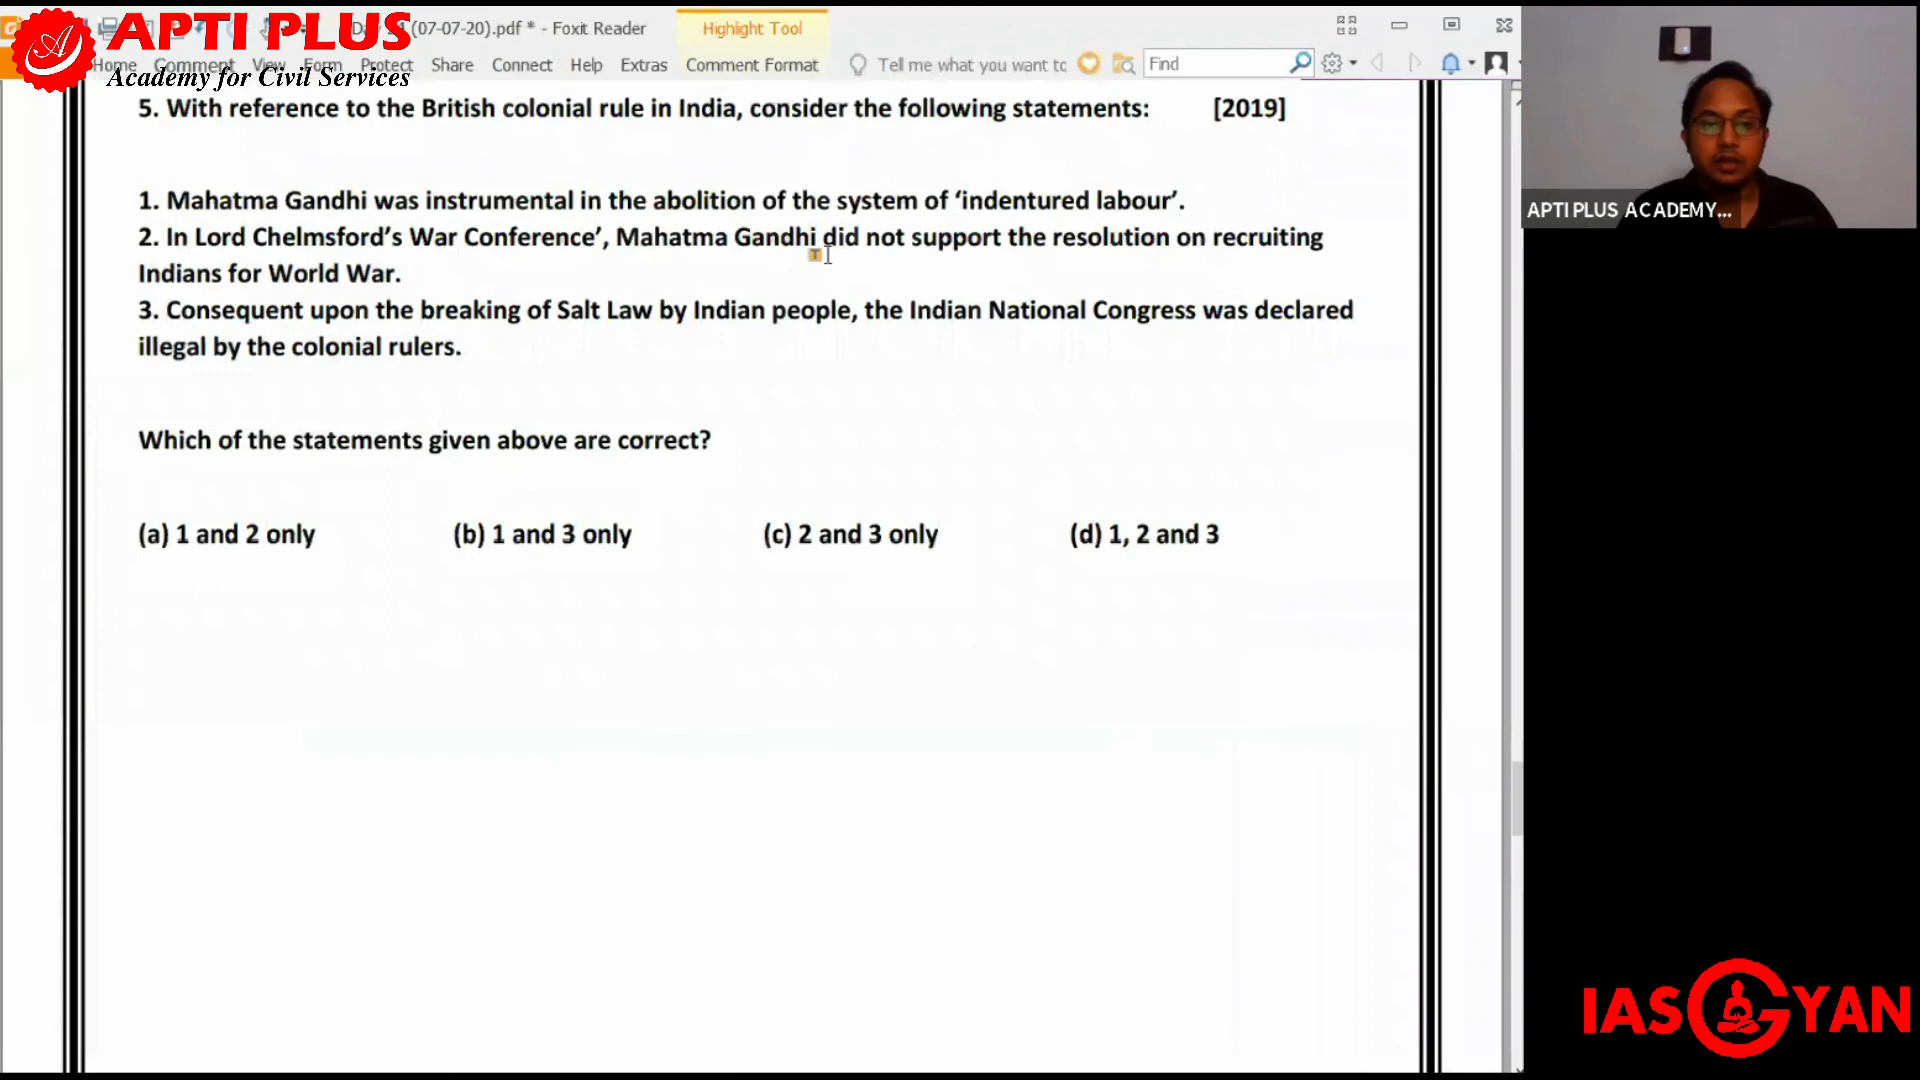 APTI PLUS
Academy for Civil Services
(07-07-20).pdf * - Foxit Reader
Highlight Tool
Home Comment View Form Protect Share Connect Help Extras Comment Format Tell me what you want to Find
5. With reference to the British colonial rule in India, consider the following statements: [2019]
1. Mahatma Gandhi was instrumental in the abolition of the system of ‘indentured labour’.
2. In Lord Chelmsford’s War Conference’, Mahatma Gandhi did not support the resolution on recruiting
Indians for World War.
3. Consequent upon the breaking of Salt Law by Indian people, the Indian National Congress was declared
illegal by the colonial rulers.
Which of the statements given above are correct?
(a) 1 and 2 only (b) 1 and 3 only (c) 2 and 3 only (d) 1, 2 and 3
APTI PLUS ACADEMY...
IAS GYAN